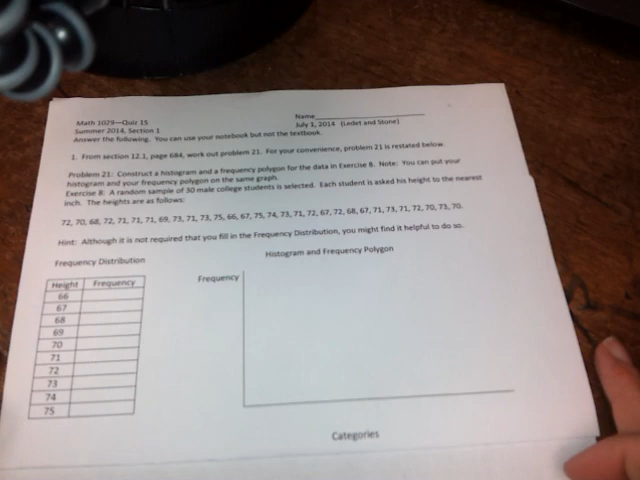 Math 1029—Quiz 15 Name
Summer 2014, Section 1 July 1, 2014 (Ledet and Stone)
Answer the following. You can use your notebook but not the textbook.
1. From section 12.1, page 684, work out problem 21. For your convenience, problem 21 is restated below.
Problem 21: Construct a histogram and a frequency polygon for the data in Exercise 8. Note: You can put your
histogram and your frequency polygon on the same graph.
Exercise 8: A random sample of 30 male college students is selected. Each student is asked his height to the nearest
inch. The heights are as follows:
72, 70, 68, 72, 71, 71, 71, 69, 73, 71, 73, 75, 66, 67, 75, 74, 73, 71, 72, 67, 72, 68, 67, 71, 73, 71, 72, 70, 73, 70.
Hint: Although it is not required that you fill in the Frequency Distribution, you might find it helpful to do so.
Frequency Distribution Histogram and Frequency Polygon
Height Frequency Frequency
66
67
68
69
70
71
72
73
74
75
Categories